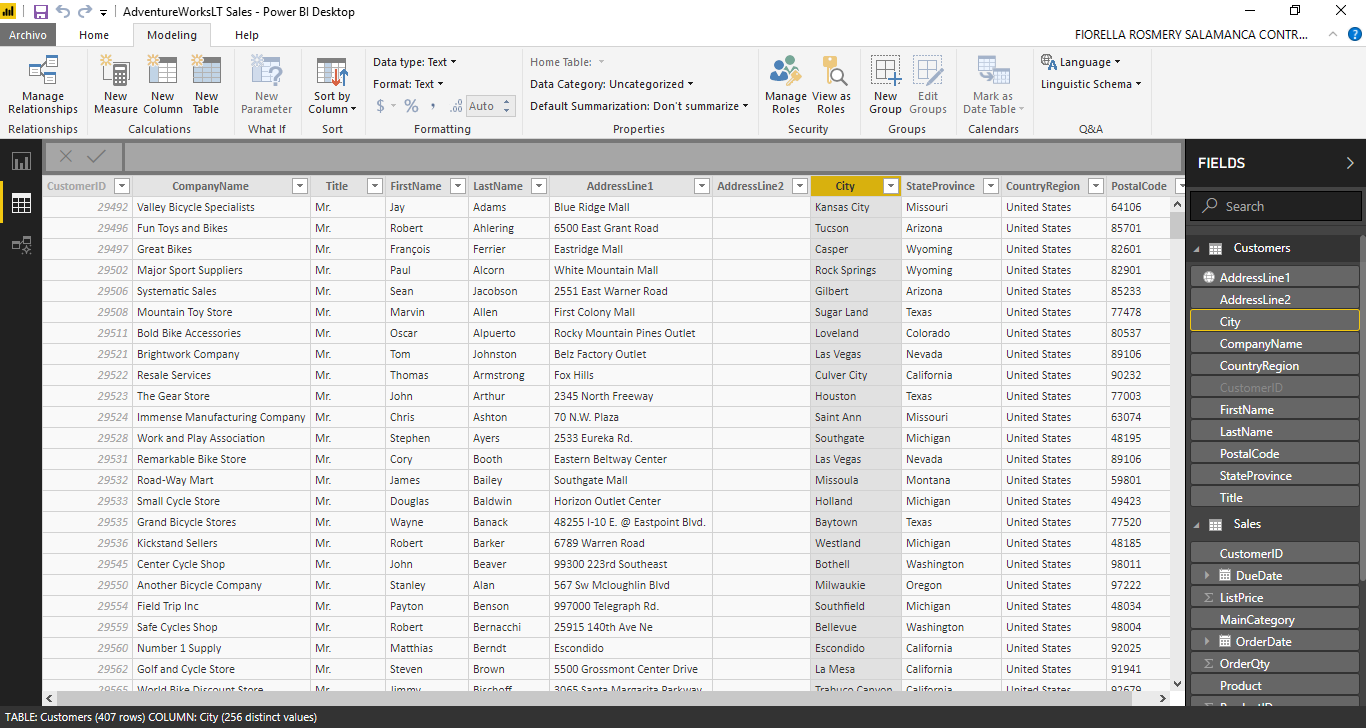 AdventureWorksLT Sales - Power BI Desktop
Archivo Home Modeling Help FIORELLA ROSMERY SALAMANCA CONTR...
Manage Relationships
New Measure
New Column
New Table
New Parameter
Sort by Column
Data type: Text
Format: Text
$ % , .00 Auto
Home Table:
Data Category: Uncategorized
Default Summarization: Don't summarize
Manage Roles
View as Roles
New Group
Edit Groups
Mark as Date Table
Language
Linguistic Schema
Relationships Calculations What If Sort Formatting Properties Security Groups Calendars Q&A
CustomerID CompanyName Title FirstName LastName AddressLine1 AddressLine2 City StateProvince CountryRegion PostalCode
29492 Valley Bicycle Specialists Mr. Jay Adams Blue Ridge Mall Kansas City Missouri United States 64106
29496 Fun Toys and Bikes Mr. Robert Ahlering 6500 East Grant Road Tucson Arizona United States 85701
29497 Great Bikes Mr. François Ferrier Eastridge Mall Casper Wyoming United States 82601
29502 Major Sport Suppliers Mr. Paul Alcorn White Mountain Mall Rock Springs Wyoming United States 82901
29506 Systematic Sales Mr. Sean Jacobson 2551 East Warner Road Gilbert Arizona United States 85233
29508 Mountain Toy Store Mr. Marvin Allen First Colony Mall Sugar Land Texas United States 77478
29511 Bold Bike Accessories Mr. Oscar Alpuerto Rocky Mountain Pines Outlet Loveland Colorado United States 80537
29521 Brightwork Company Mr. Tom Johnston Belz Factory Outlet Las Vegas Nevada United States 89106
29522 Resale Services Mr. Thomas Armstrong Fox Hills Culver City California United States 90232
29523 The Gear Store Mr. John Arthur 2345 North Freeway Houston Texas United States 77003
29524 Immense Manufacturing Company Mr. Chris Ashton 70 N.W. Plaza Saint Ann Missouri United States 63074
29528 Work and Play Association Mr. Stephen Ayers 2533 Eureka Rd. Southgate Michigan United States 48195
29531 Remarkable Bike Store Mr. Cory Booth Eastern Beltway Center Las Vegas Nevada United States 89106
29532 Road-Way Mart Mr. James Bailey Southgate Mall Missoula Montana United States 59801
29533 Small Cycle Store Mr. Douglas Baldwin Horizon Outlet Center Holland Michigan United States 49423
29535 Grand Bicycle Stores Mr. Wayne Banack 48255 I-10 E. @ Eastpoint Blvd. Baytown Texas United States 77520
29536 Kickstand Sellers Mr. Robert Barker 6789 Warren Road Westland Michigan United States 48185
29545 Center Cycle Shop Mr. John Beaver 99300 223rd Southeast Bothell Washington United States 98011
29550 Another Bicycle Company Mr. Stanley Alan 567 Sw Mcloughlin Blvd Milwaukie Oregon United States 97222
29554 Field Trip Inc Mr. Payton Benson 997000 Telegraph Rd. Southfield Michigan United States 48034
29559 Safe Cycles Shop Mr. Robert Bernacchi 25915 140th Ave Ne Bellevue Washington United States 98004
29560 Number 1 Supply Mr. Matthias Berndt Escondido Escondido California United States 92025
29562 Golf and Cycle Store Mr. Steven Brown 5500 Grossmont Center Drive La Mesa California United States 91941
29565 World Bike Discount Store Mr. Jimmy Bischoff 3065 Santa Margarita Parkway Trabuco Canyon California United States 92679
FIELDS
Search
Customers
AddressLine1
AddressLine2
City
CompanyName
CountryRegion
CustomerID
FirstName
LastName
PostalCode
StateProvince
Title
Sales
CustomerID
DueDate
ListPrice
MainCategory
OrderDate
OrderQty
Product
ProductID
TABLE: Customers (407 rows) COLUMN: City (256 distinct values)